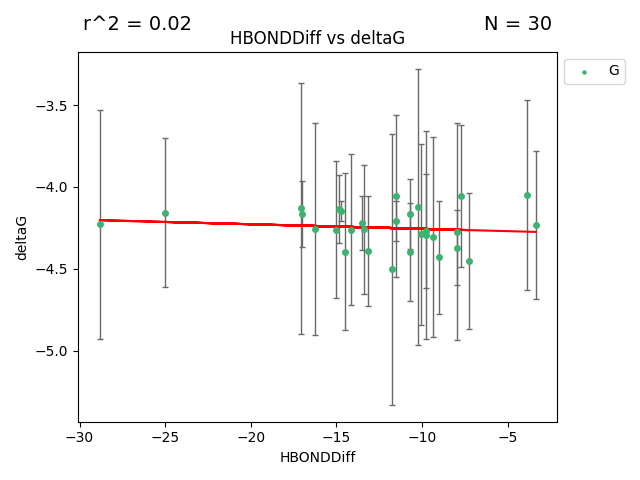 r^2 = 0.02
N = 30
HBONDDiff vs deltaG
G
deltaG
−3.5
−4.0
−4.5
−5.0
−30
−25
−20
−15
−10
−5
HBONDDiff